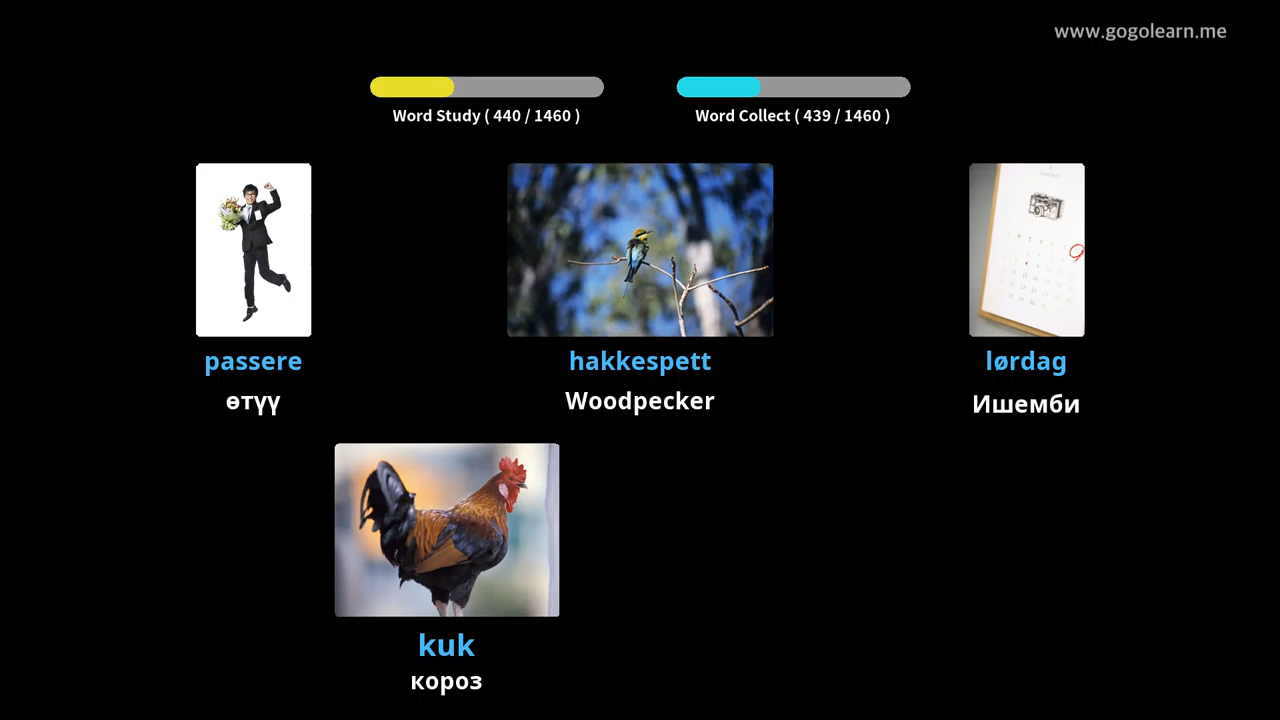 www.gogolearn.me
Word Study ( 440 / 1460 )
Word Collect ( 439 / 1460 )
passere
өтүү
hakkespett
Woodpecker
lørdag
Ишемби
kuk
короз